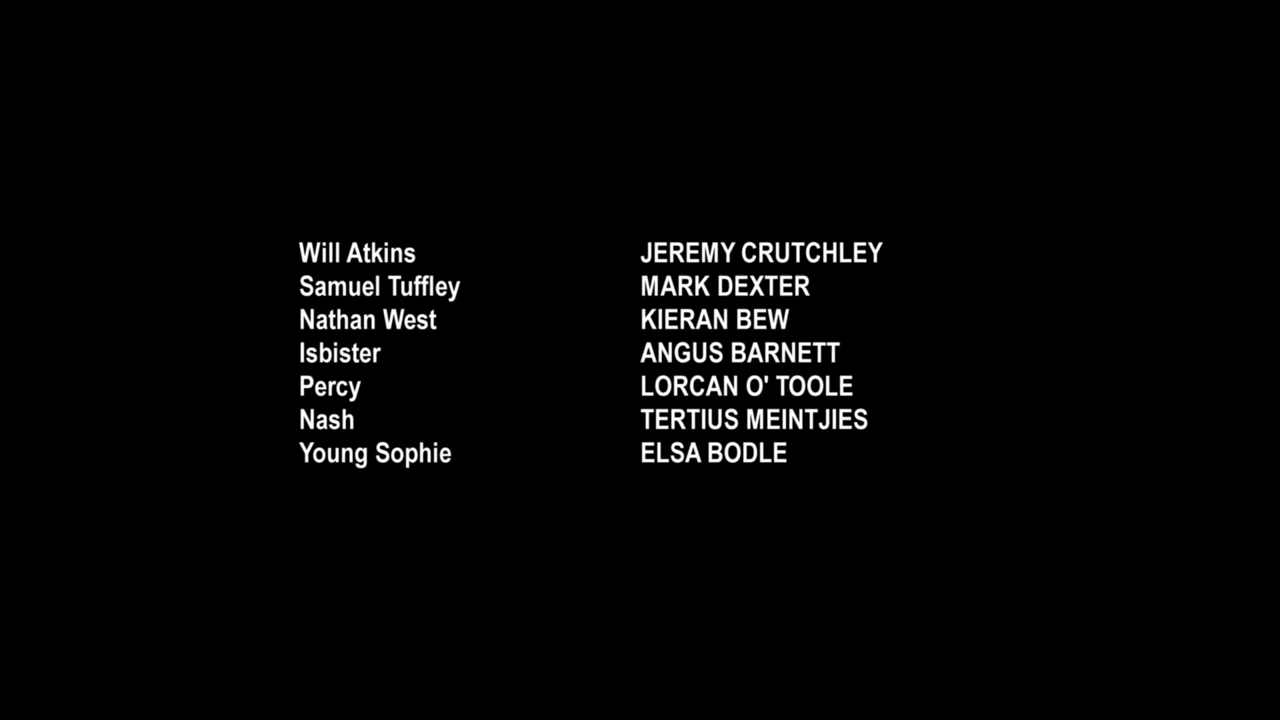 Will Atkins JEREMY CRUTCHLEY
Samuel Tuffley MARK DEXTER
Nathan West KIERAN BEW
Isbister ANGUS BARNETT
Percy LORCAN O' TOOLE
Nash TERTIUS MEINTJIES
Young Sophie ELSA BODLE